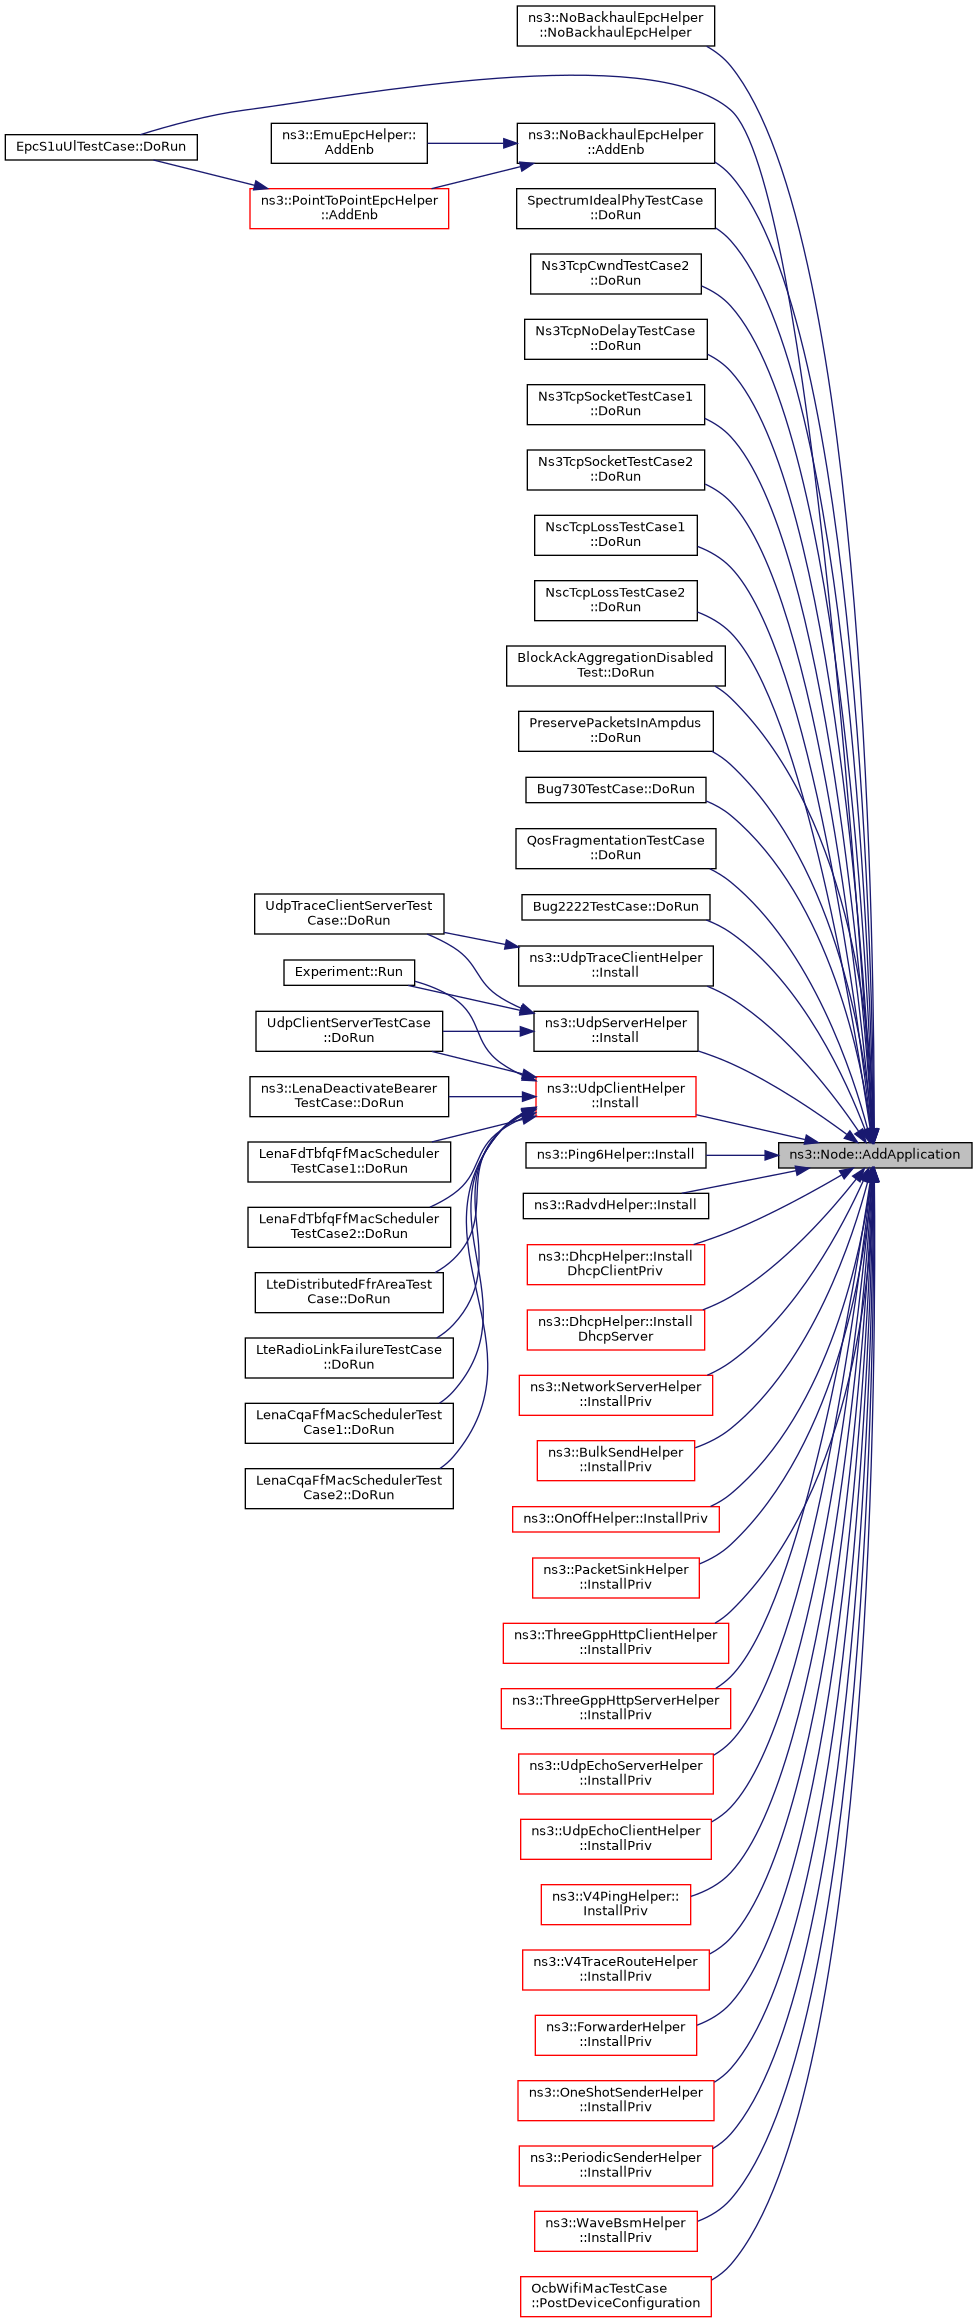 ns3::NoBackhaulEpcHelper
::NoBackhaulEpcHelper
EpcS1uUlTestCase::DoRun
ns3::EmuEpcHelper::
AddEnb
ns3::NoBackhaulEpcHelper
::AddEnb
ns3::PointToPointEpcHelper
::AddEnb
SpectrumIdealPhyTestCase
::DoRun
Ns3TcpCwndTestCase2
::DoRun
Ns3TcpNoDelayTestCase
::DoRun
Ns3TcpSocketTestCase1
::DoRun
Ns3TcpSocketTestCase2
::DoRun
NscTcpLossTestCase1
::DoRun
NscTcpLossTestCase2
::DoRun
BlockAckAggregationDisabled
Test::DoRun
PreservePacketsInAmpdus
::DoRun
Bug730TestCase::DoRun
QosFragmentationTestCase
::DoRun
UdpTraceClientServerTest
Case::DoRun
Bug2222TestCase::DoRun
Experiment::Run
ns3::UdpTraceClientHelper
::Install
UdpClientServerTestCase
::DoRun
ns3::UdpServerHelper
::Install
ns3::LenaDeactivateBearer
TestCase::DoRun
ns3::UdpClientHelper
::Install
LenaFdTbfqFfMacScheduler
TestCase1::DoRun
ns3::Ping6Helper::Install
ns3::Node::AddApplication
LenaFdTbfqFfMacScheduler
TestCase2::DoRun
ns3::RadvdHelper::Install
LteDistributedFfrAreaTest
Case::DoRun
ns3::DhcpHelper::Install
DhcpClientPriv
LteRadioLinkFailureTestCase
::DoRun
ns3::DhcpHelper::Install
DhcpServer
LenaCqaFfMacSchedulerTest
Case1::DoRun
ns3::NetworkServerHelper
::InstallPriv
LenaCqaFfMacSchedulerTest
Case2::DoRun
ns3::BulkSendHelper
::InstallPriv
ns3::OnOffHelper::InstallPriv
ns3::PacketSinkHelper
::InstallPriv
ns3::ThreeGppHttpClientHelper
::InstallPriv
ns3::ThreeGppHttpServerHelper
::InstallPriv
ns3::UdpEchoServerHelper
::InstallPriv
ns3::UdpEchoClientHelper
::InstallPriv
ns3::V4PingHelper::
InstallPriv
ns3::V4TraceRouteHelper
::InstallPriv
ns3::ForwarderHelper
::InstallPriv
ns3::OneShotSenderHelper
::InstallPriv
ns3::PeriodicSenderHelper
::InstallPriv
ns3::WaveBsmHelper
::InstallPriv
OcbWifiMacTestCase
::PostDeviceConfiguration